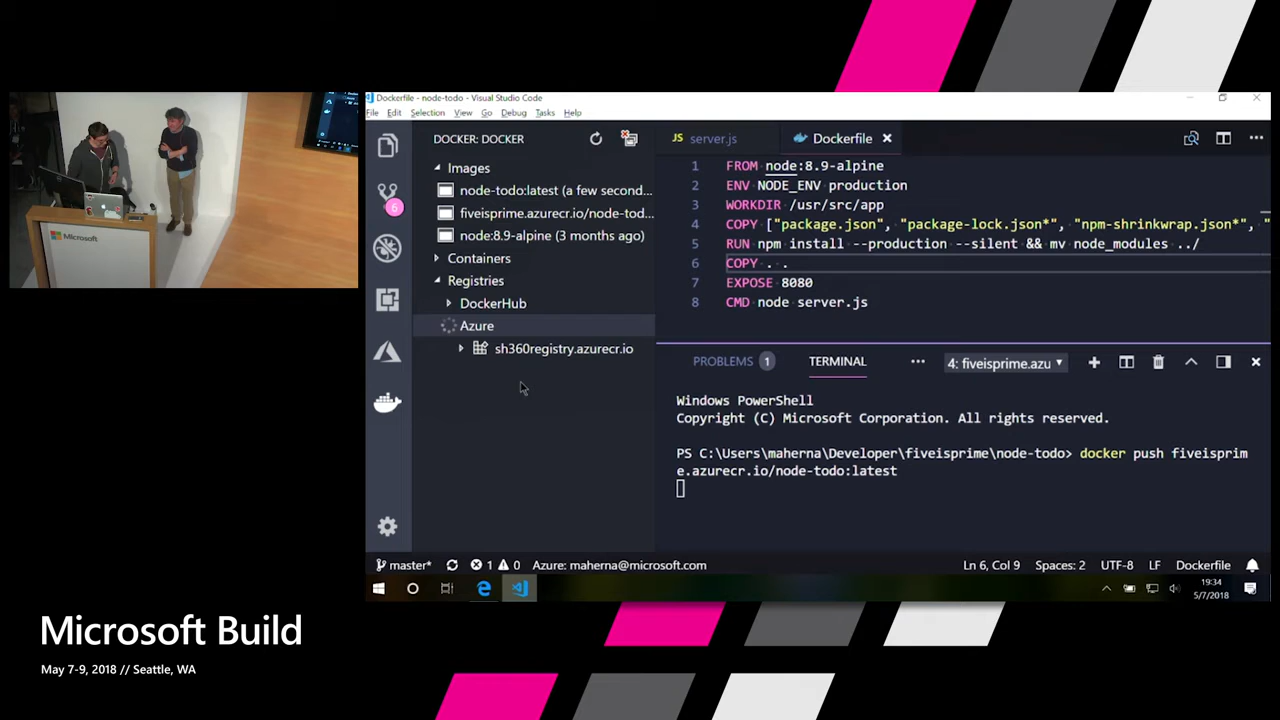 Microsoft
Dockerfile - node-todo - Visual Studio Code
File Edit Selection View Go Debug Tasks Help
DOCKER: DOCKER
Images
node-todo:latest (a few second...
fiveisprime.azurecr.io/node-tod...
node:8.9-alpine (3 months ago)
Containers
Registries
DockerHub
Azure
sh360registry.azurecr.io
6
JS server.js Dockerfile
1 FROM node:8.9-alpine
2 ENV NODE_ENV production
3 WORKDIR /usr/src/app
4 COPY ["package.json", "package-lock.json*", "npm-shrinkwrap.json*", "
5 RUN npm install --production --silent && mv node_modules ../
6 COPY . .
7 EXPOSE 8080
8 CMD node server.js
PROBLEMS 1 TERMINAL ... 4: fiveisprime.azu
Windows PowerShell
Copyright (C) Microsoft Corporation. All rights reserved.
PS C:\Users\maherna\Developer\fiveisprime\node-todo> docker push fiveisprim
e.azurecr.io/node-todo:latest
master* 1 0 Azure: maherna@microsoft.com Ln 6, Col 9 Spaces: 2 UTF-8 LF Dockerfile
19:34
5/7/2018
Microsoft Build
May 7-9, 2018 // Seattle, WA